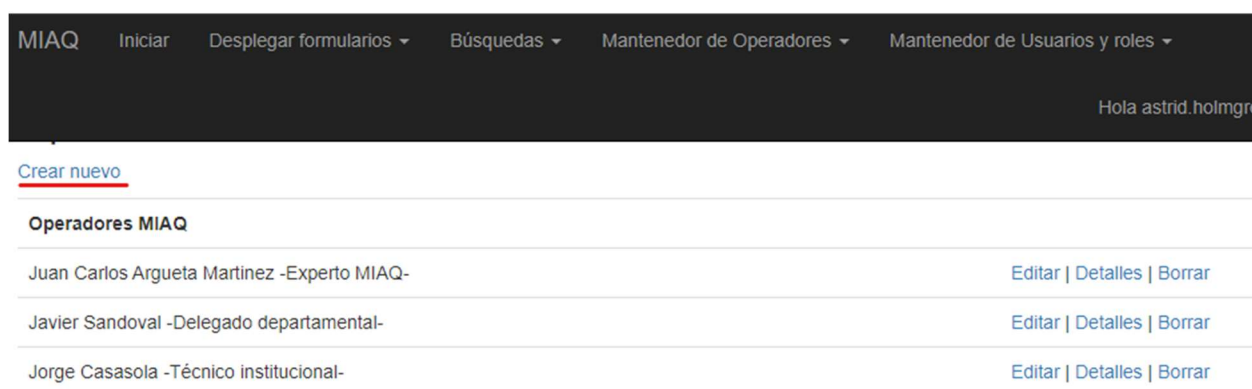 MIAQ Iniciar Desplegar formularios Búsquedas Mantenedor de Operadores Mantenedor de Usuarios y roles
Hola astrid.holmgr
Crear nuevo
Operadores MIAQ
Juan Carlos Argueta Martinez -Experto MIAQ- Editar | Detalles | Borrar
Javier Sandoval -Delegado departamental- Editar | Detalles | Borrar
Jorge Casasola -Técnico institucional- Editar | Detalles | Borrar